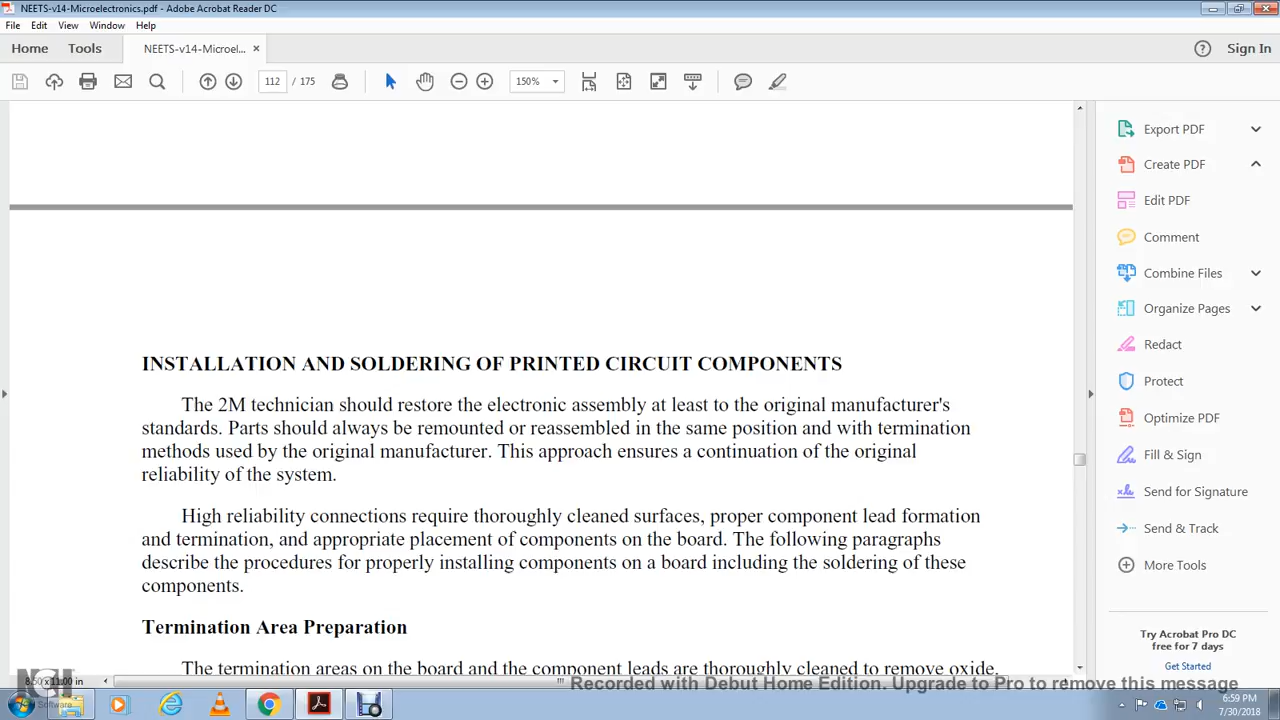 NEETS-v14-Microelectronics.pdf - Adobe Acrobat Reader DC
File Edit View Window Help
Home Tools NEETS-v14-Microel... × Sign In
112 / 175 150%
Export PDF
Create PDF
Edit PDF
Comment
Combine Files
Organize Pages
Redact
Protect
Optimize PDF
Fill & Sign
Send for Signature
Send & Track
More Tools
Try Acrobat Pro DC
free for 7 days
Get Started
INSTALLATION AND SOLDERING OF PRINTED CIRCUIT COMPONENTS
The 2M technician should restore the electronic assembly at least to the original manufacturer's
standards. Parts should always be remounted or reassembled in the same position and with termination
methods used by the original manufacturer. This approach ensures a continuation of the original
reliability of the system.
High reliability connections require thoroughly cleaned surfaces, proper component lead formation
and termination, and appropriate placement of components on the board. The following paragraphs
describe the procedures for properly installing components on a board including the soldering of these
components.
Termination Area Preparation
The termination areas on the board and the component leads are thoroughly cleaned to remove oxide,
8.50 x 11.00 in
NCH Software
Recorded with Debut Home Edition. Upgrade to Pro to remove this message
6:59 PM
7/30/2018